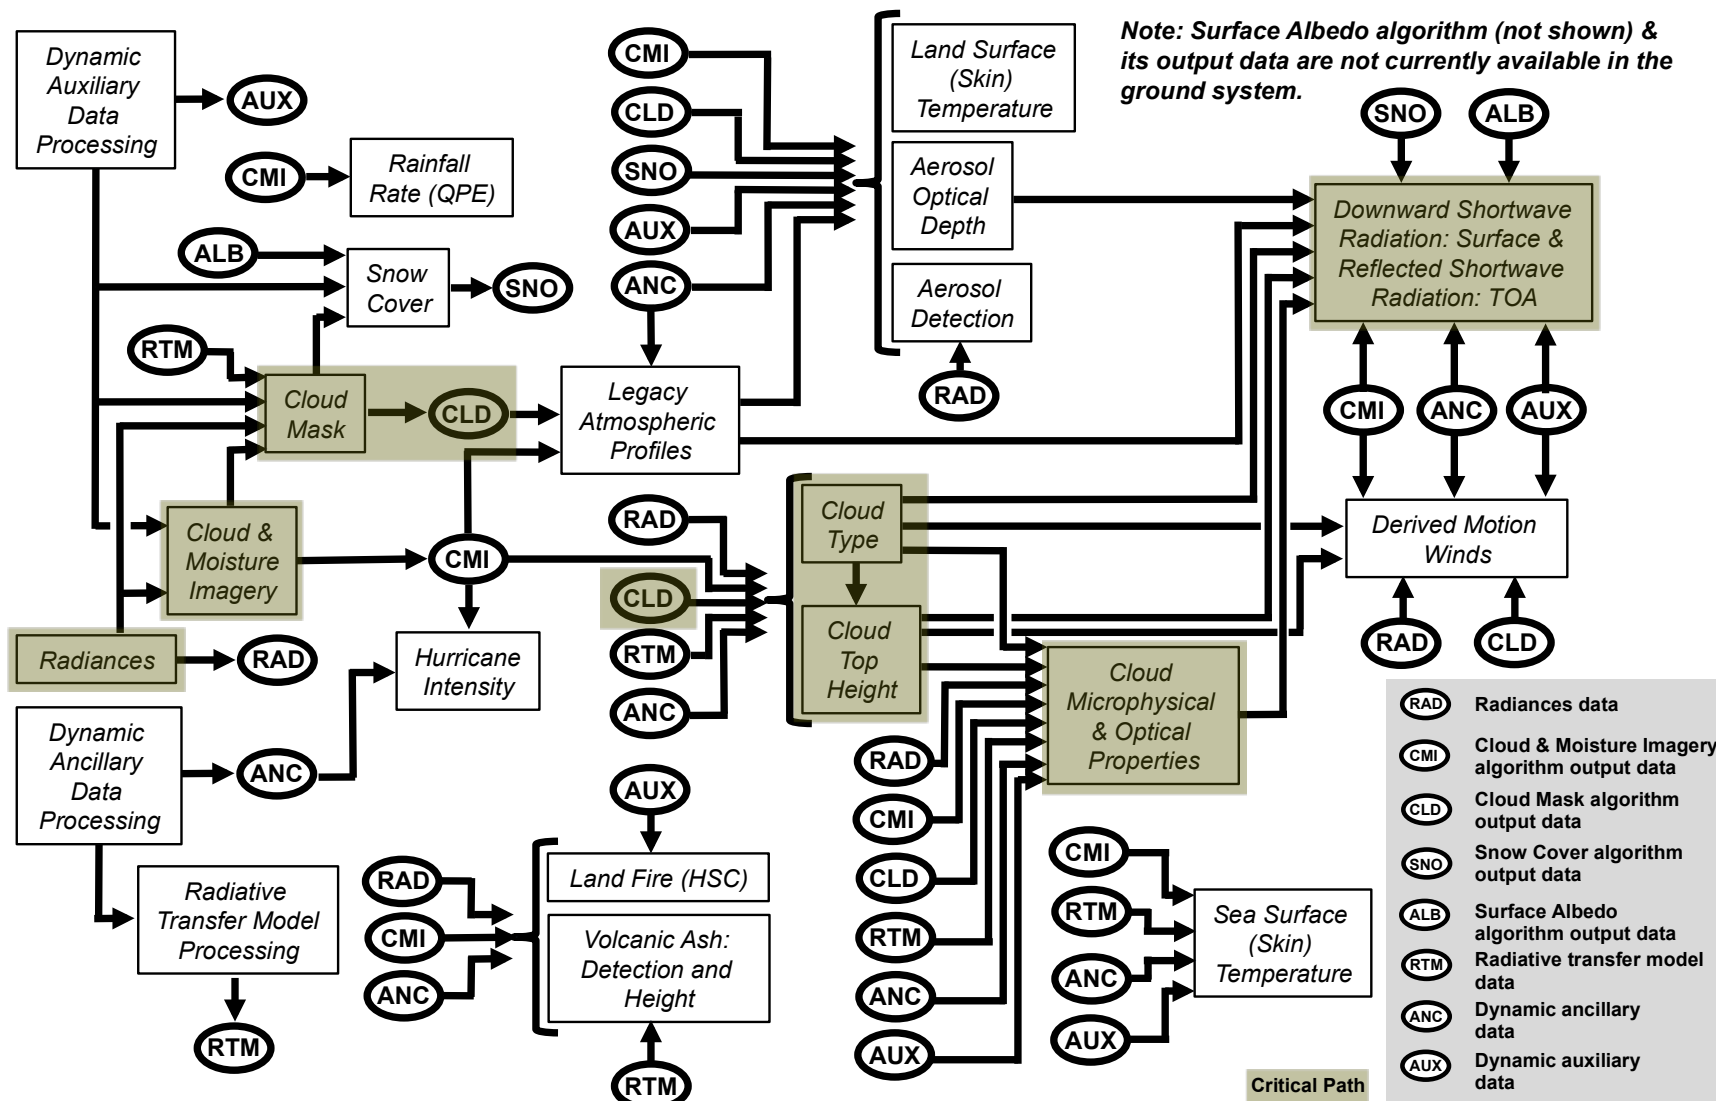 Note: Surface Albedo algorithm (not shown) &
its output data are not currently available in the
ground system.
Dynamic
Auxiliary
Data
Processing
AUX
CMI
Rainfall
Rate (QPE)
ALB
Snow
Cover
SNO
RTM
Cloud
Mask
CLD
Cloud &
Moisture
Imagery
CMI
Radiances
RAD
Hurricane
Intensity
Dynamic
Ancillary
Data
Processing
ANC
Radiative
Transfer Model
Processing
RTM
CMI
CLD
SNO
AUX
ANC
Land Surface
(Skin)
Temperature
Aerosol
Optical
Depth
Aerosol
Detection
RAD
Legacy
Atmospheric
Profiles
RAD
CLD
RTM
ANC
Cloud
Type
Cloud
Top
Height
AUX
RAD
CMI
ANC
Land Fire (HSC)
Volcanic Ash:
Detection and
Height
RTM
RAD
CMI
CLD
RTM
ANC
AUX
Cloud
Microphysical
& Optical
Properties
SNO
ALB
Downward Shortwave
Radiation: Surface &
Reflected Shortwave
Radiation: TOA
CMI
ANC
AUX
Derived Motion
Winds
RAD
CLD
CMI
RTM
ANC
AUX
Sea Surface
(Skin)
Temperature
Critical Path
RAD Radiances data
CMI Cloud & Moisture Imagery
algorithm output data
CLD Cloud Mask algorithm
output data
SNO Snow Cover algorithm
output data
ALB Surface Albedo
algorithm output data
RTM Radiative transfer model
data
ANC Dynamic ancillary
data
AUX Dynamic auxiliary
data